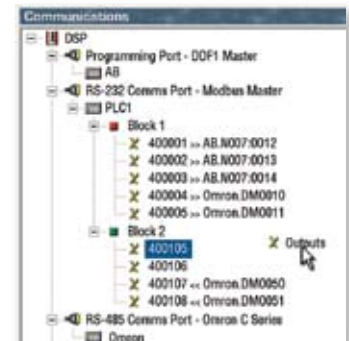 Communications
DSP
Programming Port - DDF1 Master
AB
RS-232 Comms Port - Modbus Master
PLC1
Block 1
400001 >> AB.N007:0012
400002 >> AB.N007:0013
400003 >> AB.N007:0014
400004 >> Omron.DM0010
400005 >> Omron.DM0011
Block 2
400105
Outputs
400106
400107 << Omron.DM0050
400108 << Omron.DM0051
RS-485 Comms Port - Omron C Series
Omron